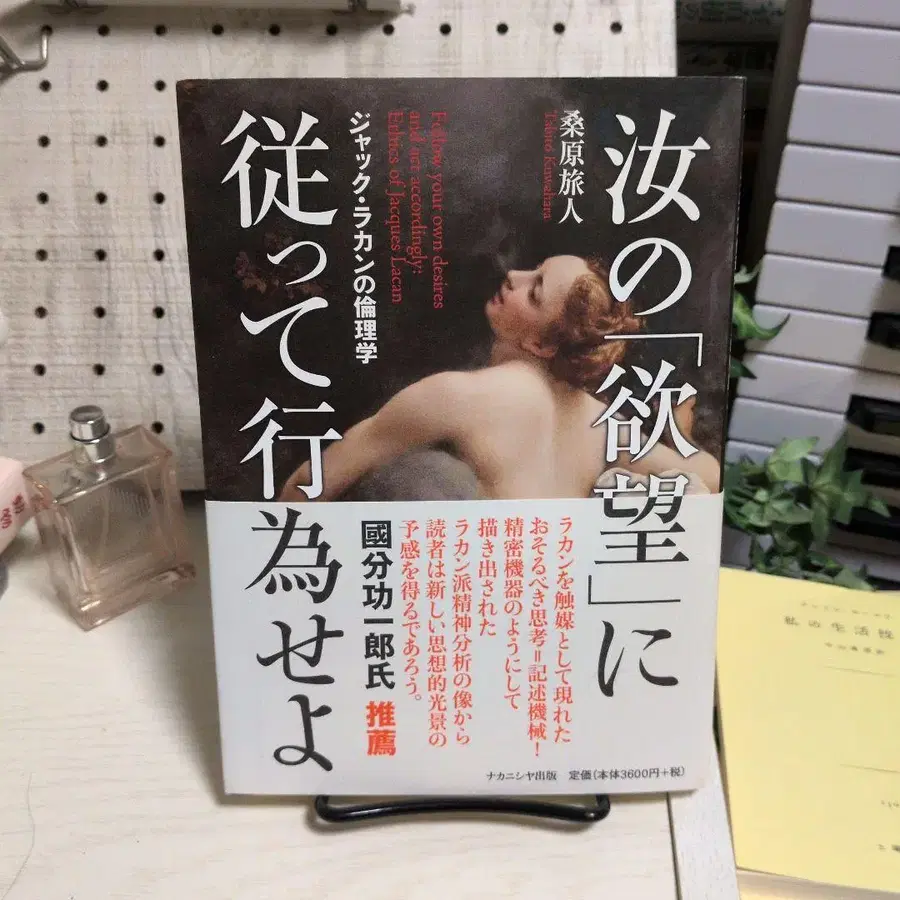 汝の「欲望」に
従って行為せよ
桑原旅人
Tabito Kuwahara
Follow your own desires
and act accordingly:
Ethics of Jacques Lacan
ジャック・ラカンの倫理学
ラカンを触媒として現れた
おそるべき思考=記述機械!
精密機器のようにして
描き出された
ラカン派精神分析の像から
読者は新しい思想的光景の
予感を得るであろう。
國分功一郎氏 推薦
ナカニシヤ出版 定価(本体3600円+税)
私の生活技